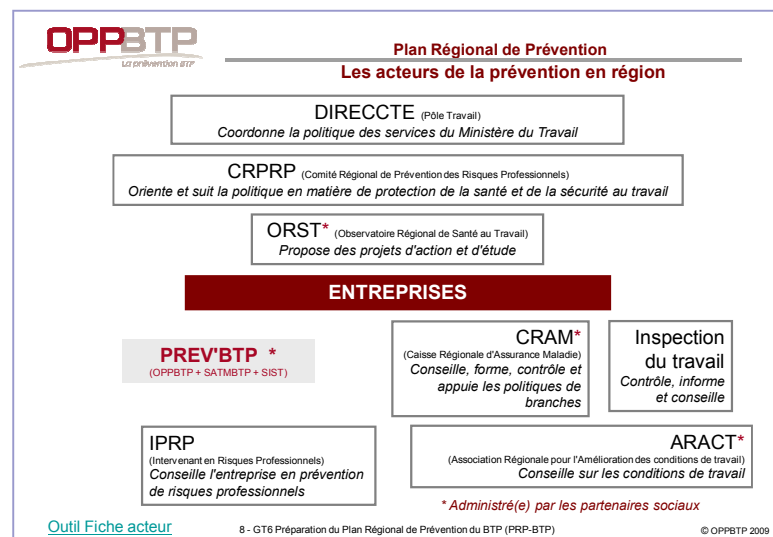 OPPBTP
La prévention BTP
Plan Régional de Prévention
Les acteurs de la prévention en région
DIRECCTE (Pôle Travail)
Coordonne la politique des services du Ministère du Travail
CRPRP (Comité Régional de Prévention des Risques Professionnels)
Oriente et suit la politique en matière de protection de la santé et de la sécurité au travail
ORST* (Observatoire Régional de Santé au Travail)
Propose des projets d'action et d'étude
ENTREPRISES
PREV'BTP *
(OPPBTP + SATMBTP + SIST)
CRAM*
(Caisse Régionale d'Assurance Maladie)
Conseille, forme, contrôle et
appuie les politiques de
branches
Inspection
du travail
Contrôle, informe
et conseille
IPRP
(Intervenant en Risques Professionnels)
Conseille l'entreprise en prévention
de risques professionnels
ARACT*
(Association Régionale pour l'Amélioration des conditions de travail)
Conseille sur les conditions de travail
* Administré(e) par les partenaires sociaux
Outil Fiche acteur
8 - GT6 Préparation du Plan Régional de Prévention du BTP (PRP-BTP)
© OPPBTP 2009